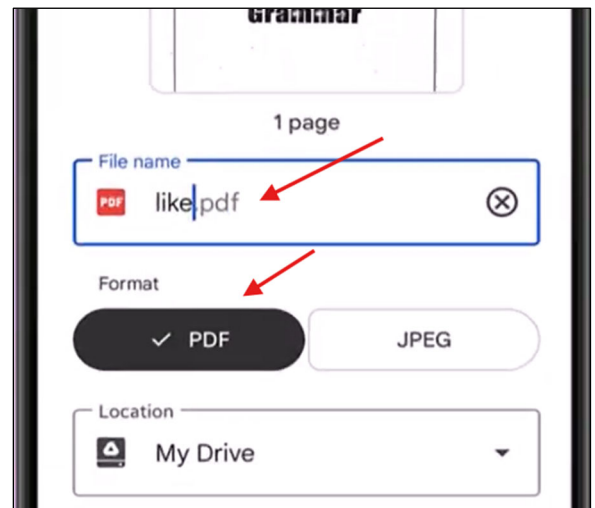 Grammar
1 page
File name
PDF like.pdf
Format
PDF JPEG
Location
My Drive